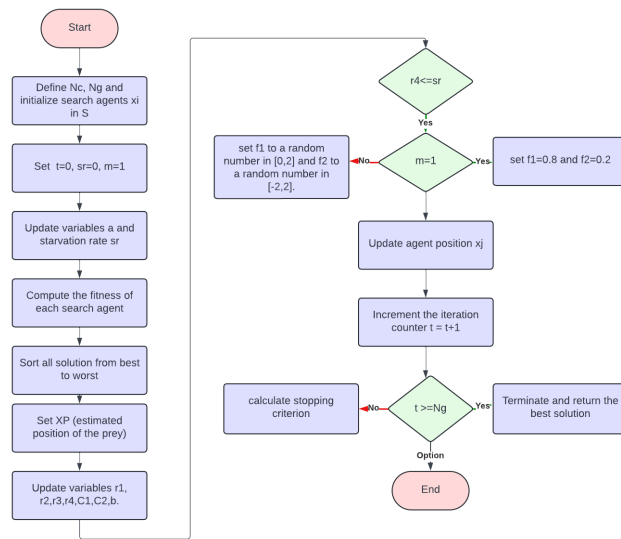 Start
Define Nc, Ng and
initialize search agents xi
in S
Set t=0, sr=0, m=1
Update variables a and
starvation rate sr
Compute the fitness of
each search agent
Sort all solution from best
to worst
Set XP (estimated
position of the prey)
Update variables r1,
r2,r3,r4,C1,C2,b.
r4<=sr
Yes
m=1
No
set f1 to a random
number in [0,2] and f2 to
a random number in
[-2,2].
Yes
set f1=0.8 and f2=0.2
Update agent position xj
Increment the iteration
counter t = t+1
t >=Ng
No
calculate stopping
criterion
Yes
Terminate and return the
best solution
Option
End